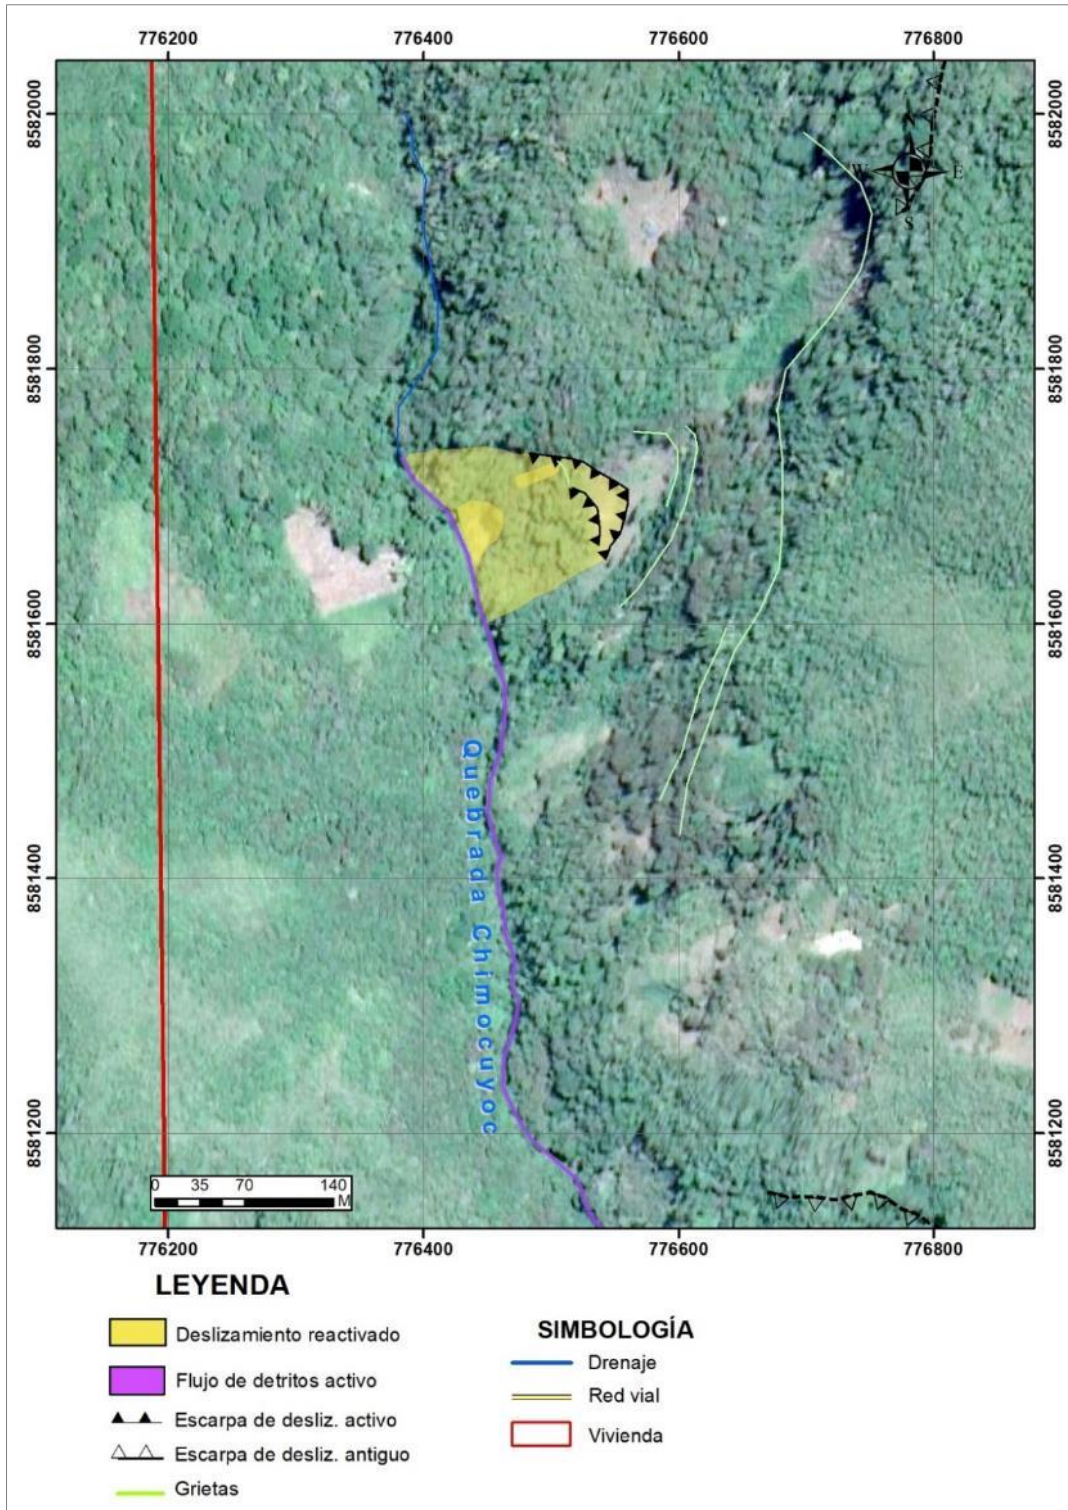 776200 776400 776600 776800
8582000 8582000
N
W E
S
8581800 8581800
8581600 8581600
Quebrada Chimocuyoc
8581400 8581400
8581200 8581200
0 35 70 140
M
776200 776400 776600 776800
LEYENDA
Deslizamiento reactivado
Flujo de detritos activo
Escarpa de desliz. activo
Escarpa de desliz. antiguo
Grietas
SIMBOLOGÍA
Drenaje
Red vial
Vivienda